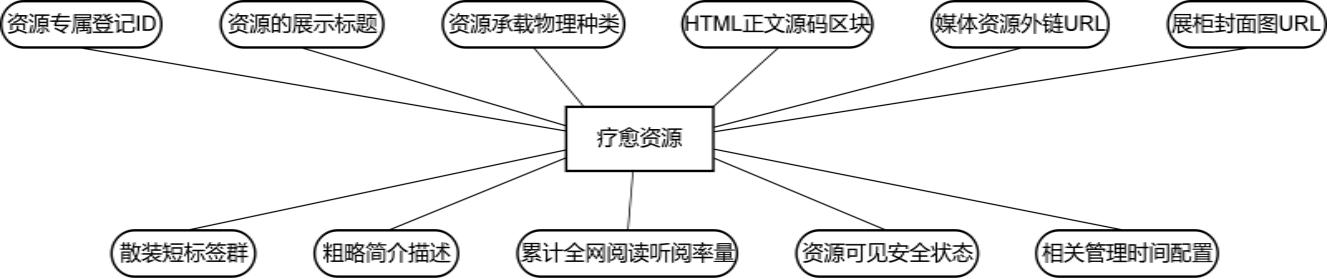 资源专属登记ID
资源的展示标题
资源承载物理种类
HTML正文源码区块
媒体资源外链URL
展柜封面图URL
疗愈资源
散装短标签群
粗略简介描述
累计全网阅读听阅率量
资源可见安全状态
相关管理时间配置